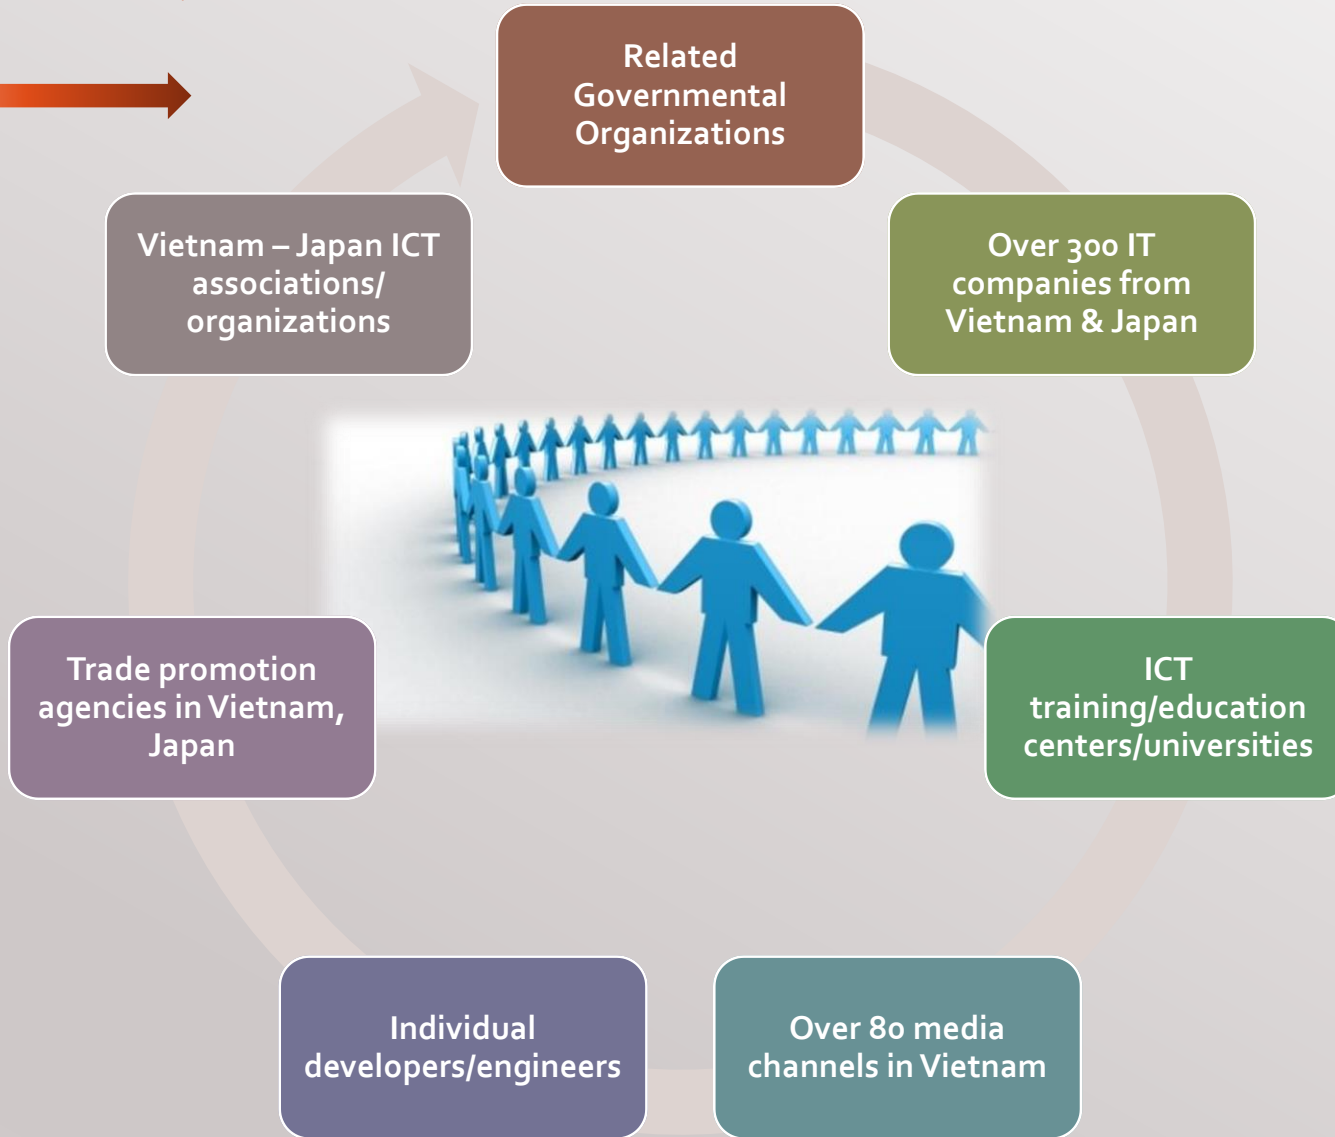 Related
Governmental
Organizations
Over 300 IT
companies from
Vietnam & Japan
ICT
training/education
centers/universities
Over 80 media
channels in Vietnam
Individual
developers/engineers
Trade promotion
agencies in Vietnam,
Japan
Vietnam – Japan ICT
associations/
organizations